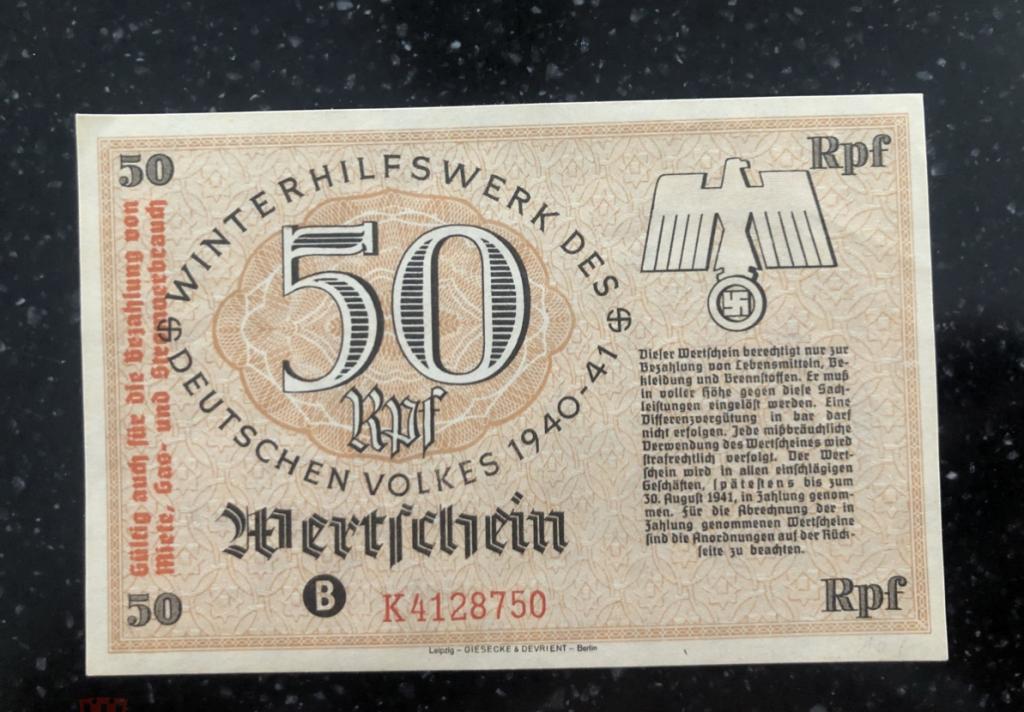 50
Rpf
WINTERHILFSWERK DES
DEUTSCHEN VOLKES 1940-41
50
Rpf
Wertschein
B
K4128750
Gültig auch für die Bezahlung von
Miete, Gas- und Stromverbrauch
Dieser Wertschein berechtigt nur zur
Bezahlung von Lebensmitteln, Be-
kleidung und Brennstoffen. Er muß
in voller Höhe gegen diese Sach-
leistungen eingelöst werden. Eine
Differenzvergütung in bar darf
nicht erfolgen. Jede mißbräuchliche
Verwendung des Wertscheines wird
strafrechtlich verfolgt. Der Wert-
schein wird in allen einschlägigen
Geschäften, spätestens bis zum
30. August 1941, in Zahlung genom-
men. Für die Abrechnung der in
Zahlung genommenen Wertscheine
sind die Anordnungen auf der Rück-
seite zu beachten.
50
Rpf
Leipzig – GIESECKE & DEVRIENT – Berlin